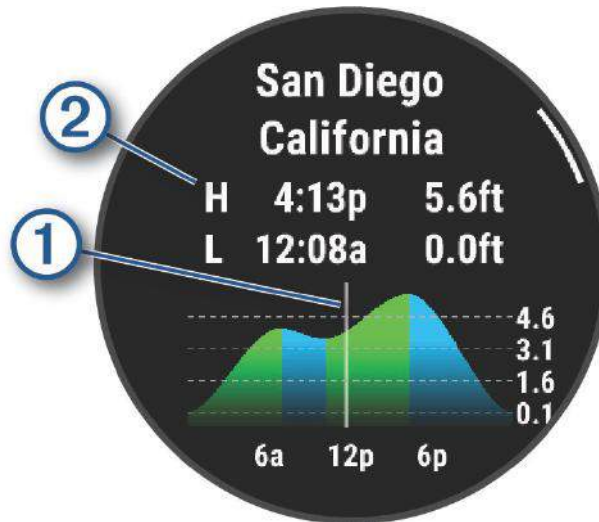 San Diego
California
2
H 4:13p 5.6ft
1
L 12:08a 0.0ft
4.6
3.1
1.6
0.1
6a 12p 6p